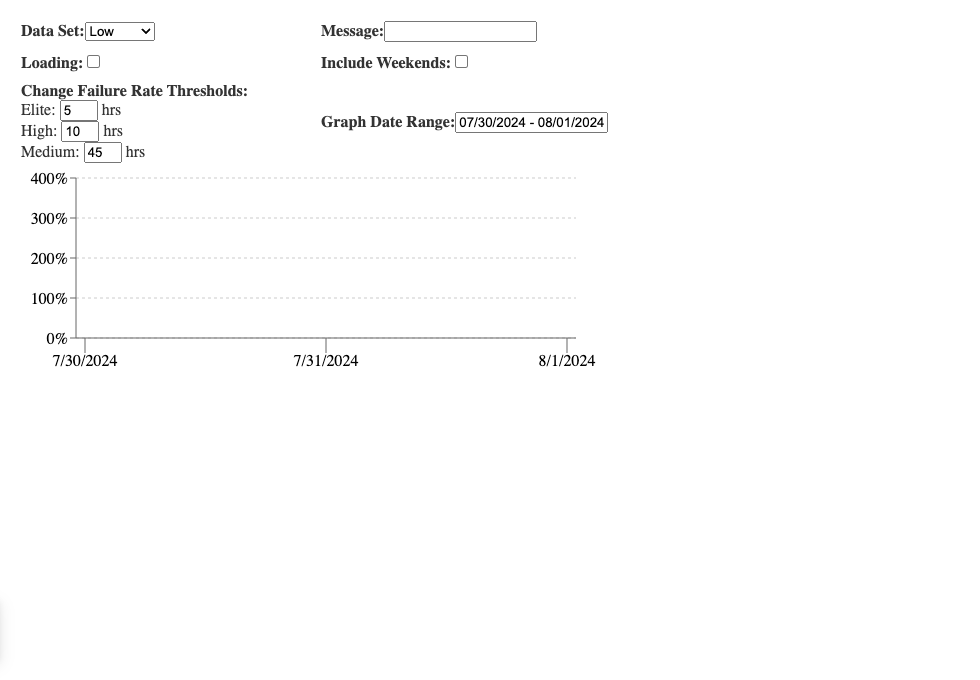 Data Set: Low
Message:
Loading:
Include Weekends:
Change Failure Rate Thresholds:
Elite: 5 hrs
High: 10 hrs
Medium: 45 hrs
Graph Date Range: 07/30/2024 - 08/01/2024
400%
300%
200%
100%
0%
7/30/2024 7/31/2024 8/1/2024